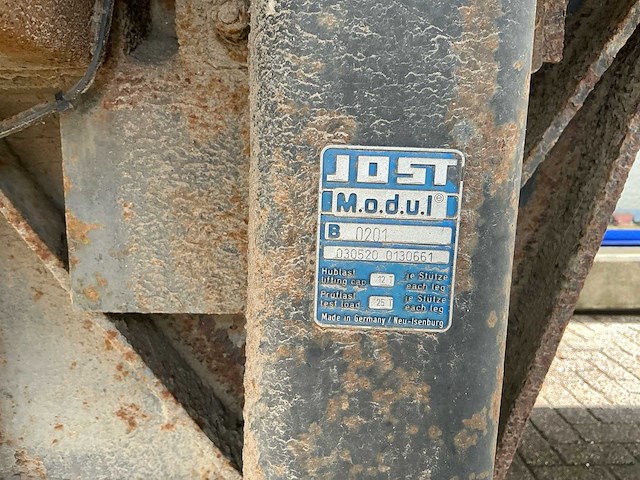 JOST
M.o.d.u.l ©
B 0201
030520 0130661
Hublast je Stütze
lifting cap. 12 T each leg
Prüflast je Stütze
test load 25 T each leg
Made in Germany / Neu-Isenburg